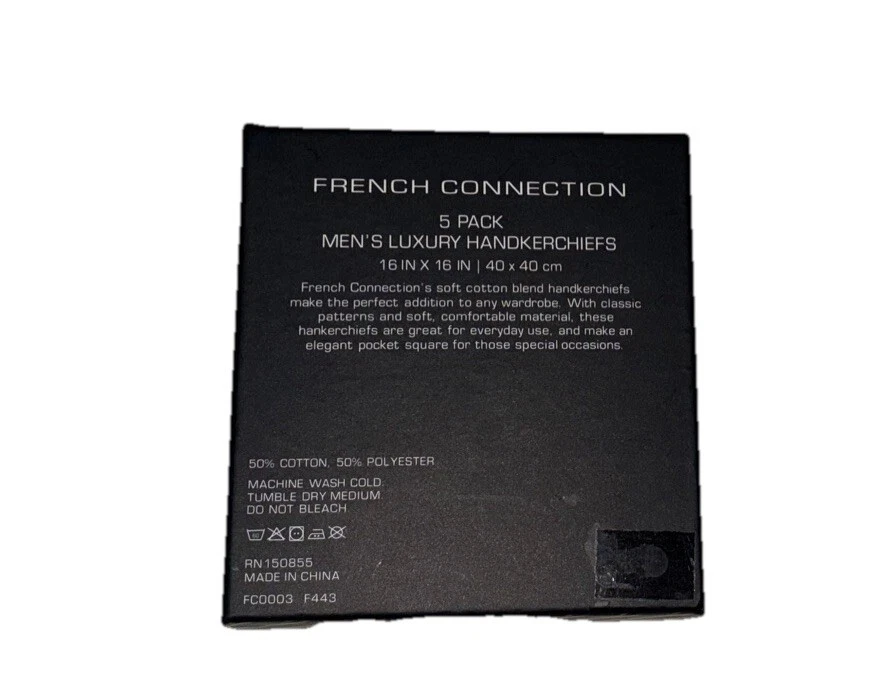 FRENCH CONNECTION
5 PACK
MEN'S LUXURY HANDKERCHIEFS
16 IN X 16 IN | 40 x 40 cm
French Connection's soft cotton blend handkerchiefs
make the perfect addition to any wardrobe. With classic
patterns and soft, comfortable material, these
hankerchiefs are great for everyday use, and make an
elegant pocket square for those special occasions.
50% COTTON, 50% POLYESTER
MACHINE WASH COLD.
TUMBLE DRY MEDIUM.
DO NOT BLEACH
RN150855
MADE IN CHINA
FC0003 F443